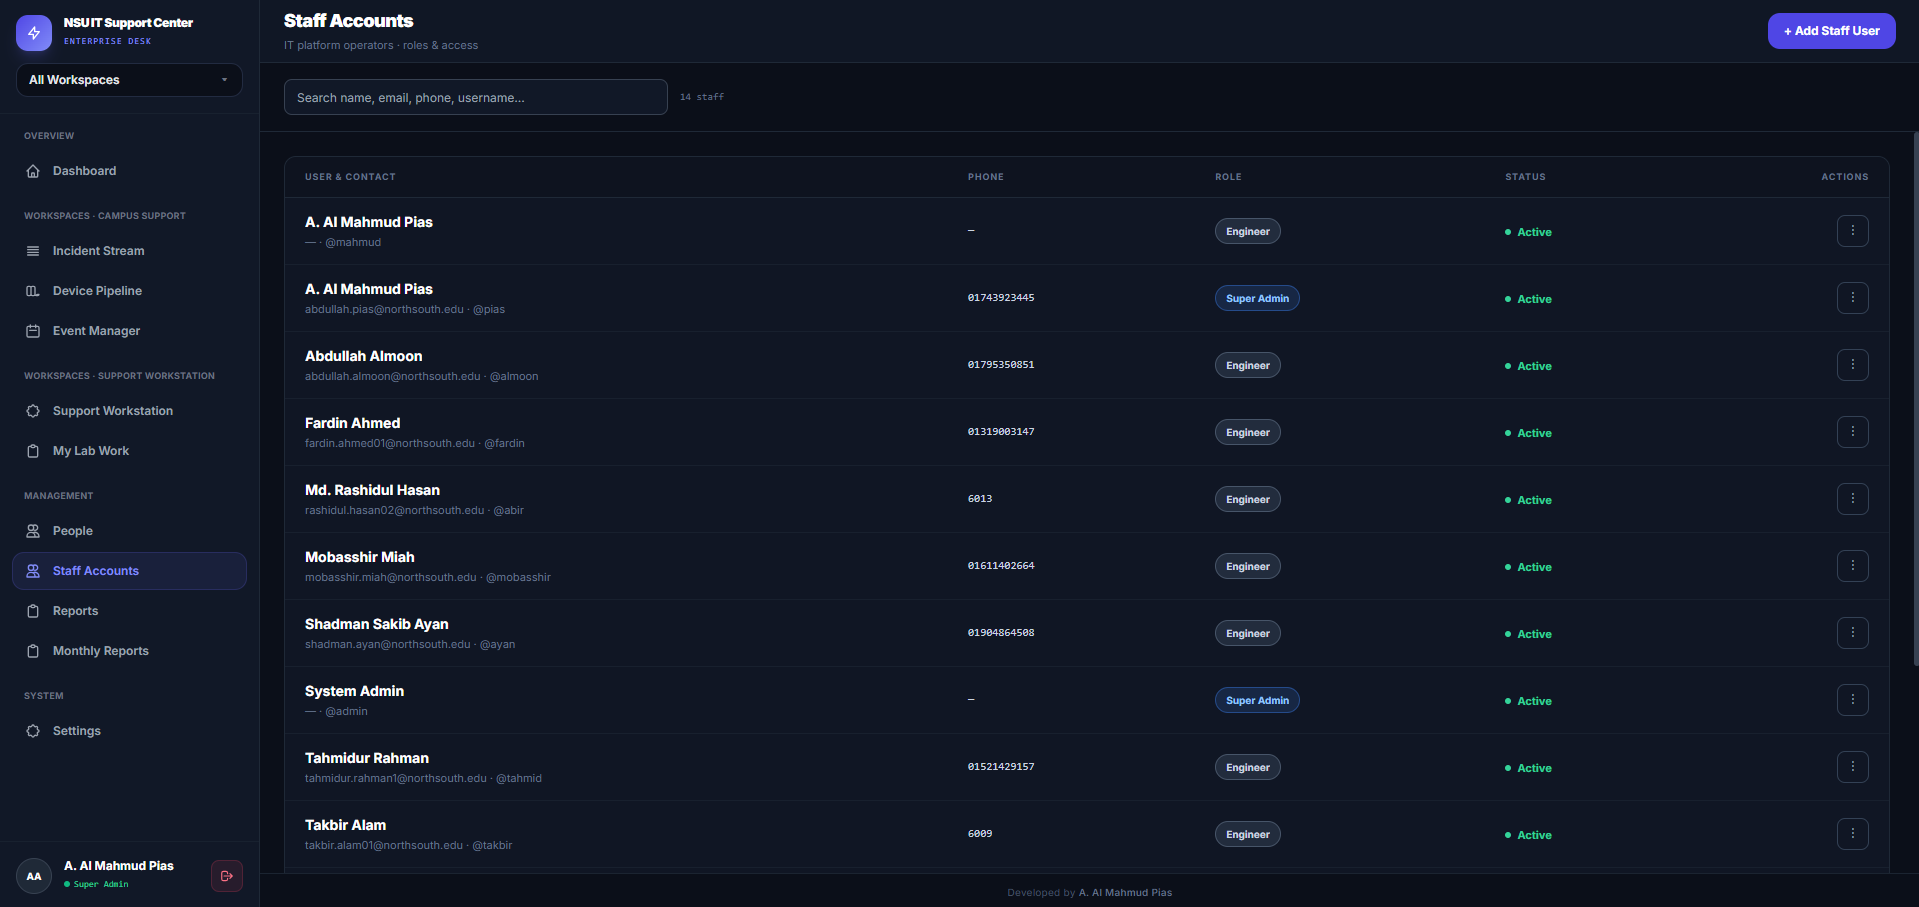 NSU IT Support Center
ENTERPRISE DESK
All Workspaces
OVERVIEW
Dashboard
WORKSPACES · CAMPUS SUPPORT
Incident Stream
Device Pipeline
Event Manager
WORKSPACES · SUPPORT WORKSTATION
Support Workstation
My Lab Work
MANAGEMENT
People
Staff Accounts
Reports
Monthly Reports
SYSTEM
Settings
AA
A. Al Mahmud Pias
Super Admin
Staff Accounts
IT platform operators · roles & access
+ Add Staff User
Search name, email, phone, username...
14 staff
USER & CONTACT PHONE ROLE STATUS ACTIONS
A. Al Mahmud Pias
— · @mahmud
— Engineer Active
A. Al Mahmud Pias
abdullah.pias@northsouth.edu · @pias
01743923445 Super Admin Active
Abdullah Almoon
abdullah.almoon@northsouth.edu · @almoon
01795350851 Engineer Active
Fardin Ahmed
fardin.ahmed01@northsouth.edu · @fardin
01319003147 Engineer Active
Md. Rashidul Hasan
rashidul.hasan02@northsouth.edu · @abir
6013 Engineer Active
Mobasshir Miah
mobasshir.miah@northsouth.edu · @mobasshir
01611402664 Engineer Active
Shadman Sakib Ayan
shadman.ayan@northsouth.edu · @ayan
01904864508 Engineer Active
System Admin
— · @admin
— Super Admin Active
Tahmidur Rahman
tahmidur.rahman1@northsouth.edu · @tahmid
01521429157 Engineer Active
Takbir Alam
takbir.alam01@northsouth.edu · @takbir
6009 Engineer Active
Developed by A. Al Mahmud Pias